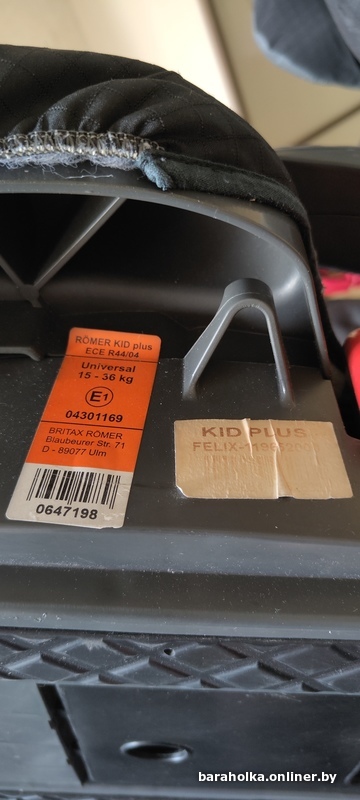 RÖMER KID plus
ECE R44/04
Universal
15 - 36 kg
E1
04301169
BRITAX RÖMER
Blaubeurer Str. 71
D - 89077 Ulm
0647198
KID PLUS
FELIX
baraholka.onliner.by